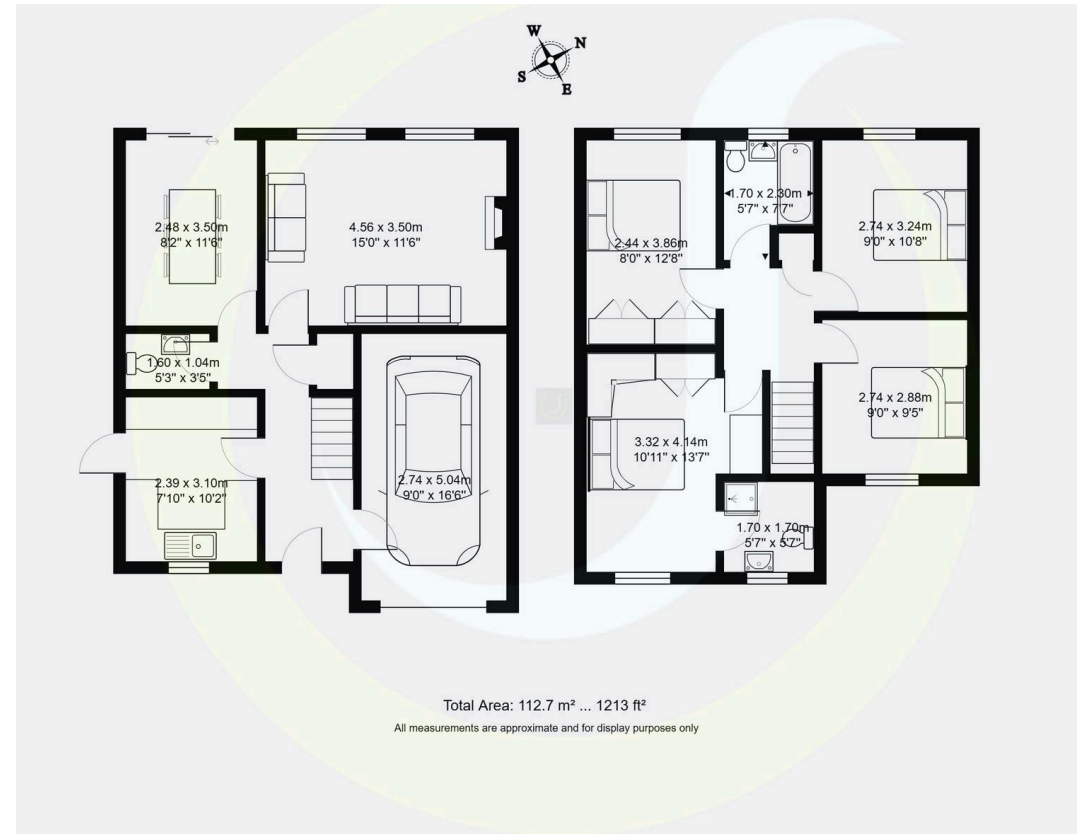 W
N
S
E
2.48 x 3.50m
8'2" x 11'6"
4.56 x 3.50m
15'0" x 11'6"
1.60 x 1.04m
5'3" x 3'5"
2.39 x 3.10m
7'10" x 10'2"
2.74 x 5.04m
9'0" x 16'6"
2.44 x 3.86m
8'0" x 12'8"
1.70 x 2.30m
5'7" x 7'7"
2.74 x 3.24m
9'0" x 10'8"
2.74 x 2.88m
9'0" x 9'5"
3.32 x 4.14m
10'11" x 13'7"
1.70 x 1.70m
5'7" x 5'7"
Total Area: 112.7 m² ... 1213 ft²
All measurements are approximate and for display purposes only